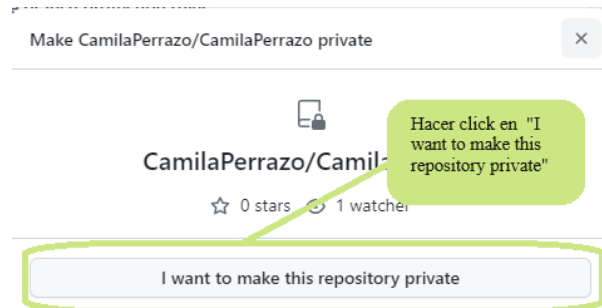 Make CamilaPerrazo/CamilaPerrazo private
Hacer click en "I
want to make this
repository private"
CamilaPerrazo/Camila
0 stars 1 watcher
I want to make this repository private